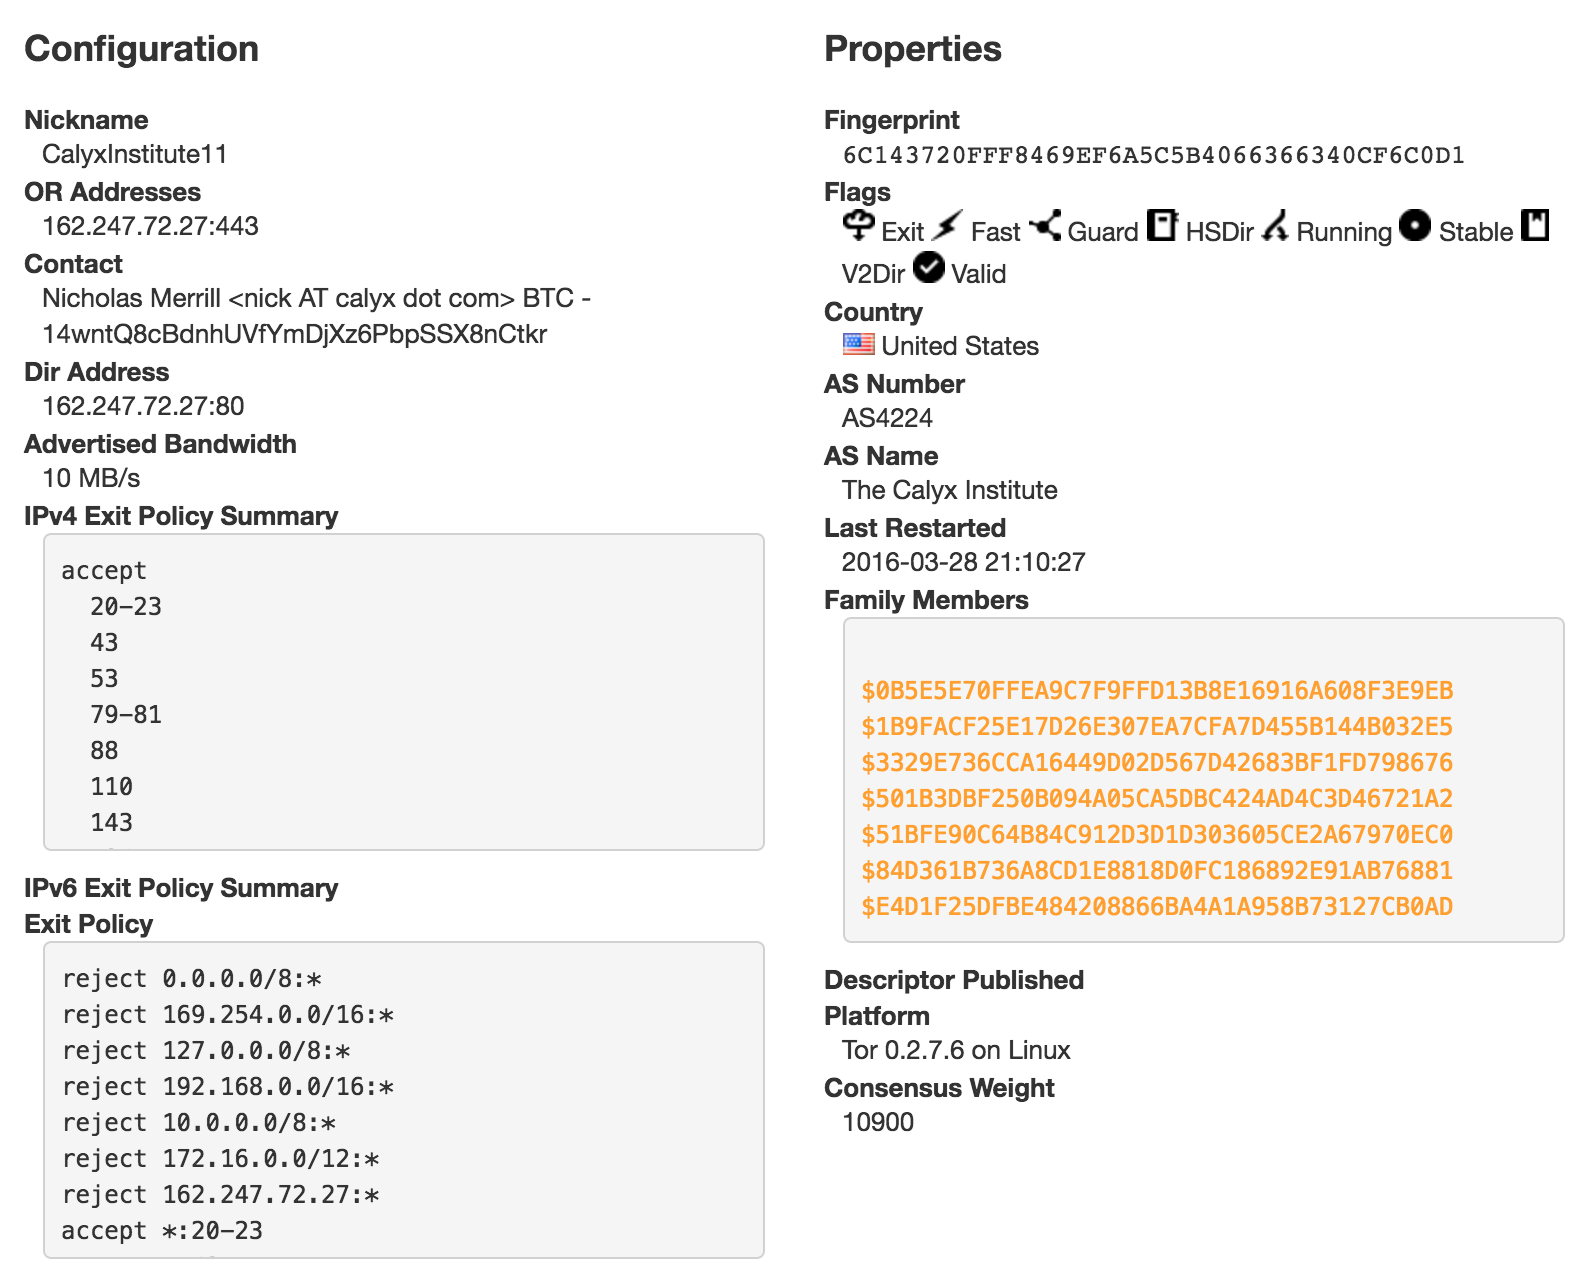 Configuration
Nickname
CalyxInstitute11
OR Addresses
162.247.72.27:443
Contact
Nicholas Merrill <nick AT calyx dot com> BTC -
14wntQ8cBdnhUVfYmDjXz6PbpSSX8nCtkr
Dir Address
162.247.72.27:80
Advertised Bandwidth
10 MB/s
IPv4 Exit Policy Summary
accept
20-23
43
53
79-81
88
110
143
IPv6 Exit Policy Summary
Exit Policy
reject 0.0.0.0/8:*
reject 169.254.0.0/16:*
reject 127.0.0.0/8:*
reject 192.168.0.0/16:*
reject 10.0.0.0/8:*
reject 172.16.0.0/12:*
reject 162.247.72.27:*
accept *:20-23
Properties
Fingerprint
6C143720FFF8469EF6A5C5B4066366340CF6C0D1
Flags
Exit Fast Guard HSDir Running Stable
V2Dir Valid
Country
United States
AS Number
AS4224
AS Name
The Calyx Institute
Last Restarted
2016-03-28 21:10:27
Family Members
$0B5E5E70FFEA9C7F9FFD13B8E16916A608F3E9EB
$1B9FACF25E17D26E307EA7CFA7D455B144B032E5
$3329E736CCA16449D02D567D42683BF1FD798676
$501B3DBF250B094A05CA5DBC424AD4C3D46721A2
$51BFE90C64B84C912D3D1D303605CE2A67970EC0
$84D361B736A8CD1E8818D0FC186892E91AB76881
$E4D1F25DFBE484208866BA4A1A958B73127CB0AD
Descriptor Published
Platform
Tor 0.2.7.6 on Linux
Consensus Weight
10900